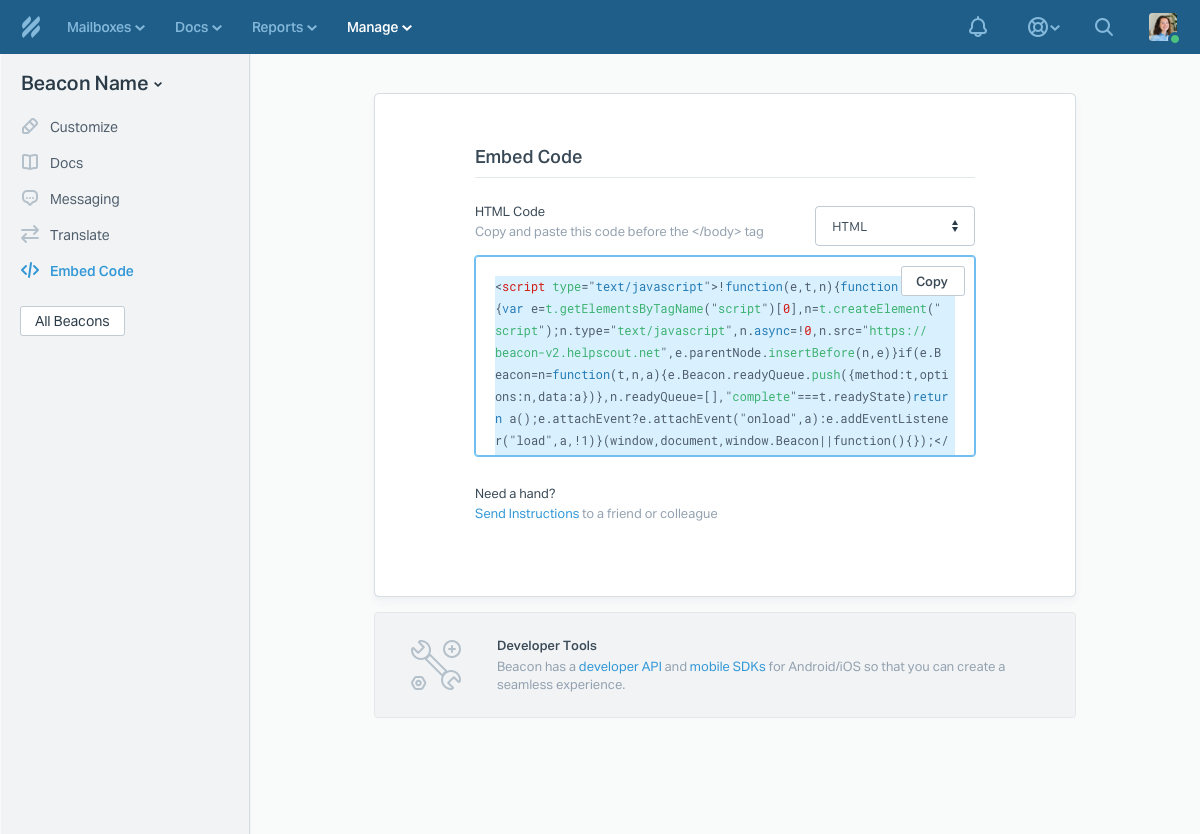 Mailboxes Docs Reports Manage
Beacon Name
Customize
Docs
Messaging
Translate
Embed Code
All Beacons
Embed Code
HTML Code
Copy and paste this code before the </body> tag
HTML
Copy
<script type="text/javascript">!function(e,t,n){function
{var e=t.getElementsByTagName("script")[0],n=t.createElement("
script");n.type="text/javascript",n.async=!0,n.src="https://
beacon-v2.helpscout.net",e.parentNode.insertBefore(n,e)}if(e.B
eacon=n=function(t,n,a){e.Beacon.readyQueue.push({method:t,opti
ons:n,data:a})},n.readyQueue=[],"complete"===t.readyState)retur
n a();e.attachEvent?e.attachEvent("onload",a):e.addEventListene
r("load",a,!1)}(window,document,window.Beacon||function(){});</
Need a hand?
Send Instructions to a friend or colleague
Developer Tools
Beacon has a developer API and mobile SDKs for Android/iOS so that you can create a
seamless experience.